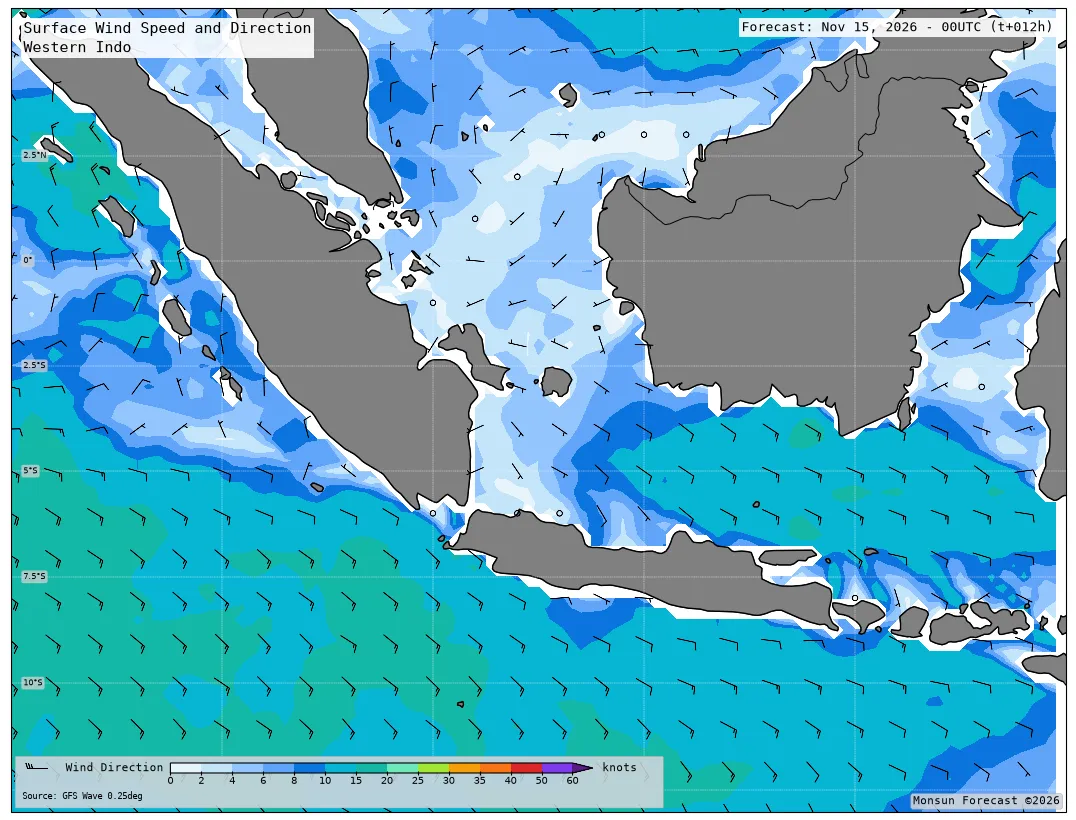 Surface Wind Speed and Direction
Western Indo
Forecast: Nov 15, 2026 - 00UTC (t+012h)
2.5°N
0°
2.5°S
5°S
7.5°S
10°S
Wind Direction
0 2 4 6 8 10 15 20 25 30 35 40 50 60
knots
Source: GFS Wave 0.25deg
Monsun Forecast ©2026